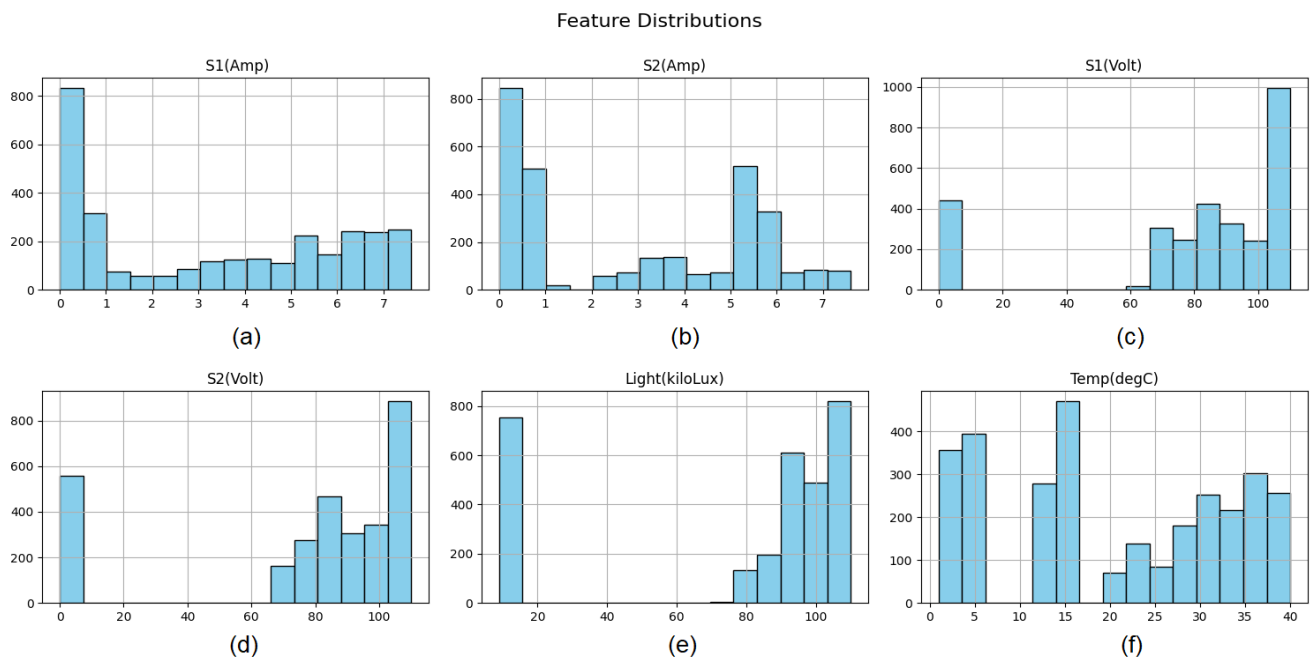 Feature Distributions
S1(Amp)
800
600
400
200
0
0 1 2 3 4 5 6 7
(a)
S2(Amp)
800
600
400
200
0
0 1 2 3 4 5 6 7
(b)
S1(Volt)
1000
800
600
400
200
0
0 20 40 60 80 100
(c)
S2(Volt)
800
600
400
200
0
0 20 40 60 80 100
(d)
Light(kiloLux)
800
600
400
200
0
20 40 60 80 100
(e)
Temp(degC)
400
300
200
100
0
0 5 10 15 20 25 30 35 40
(f)